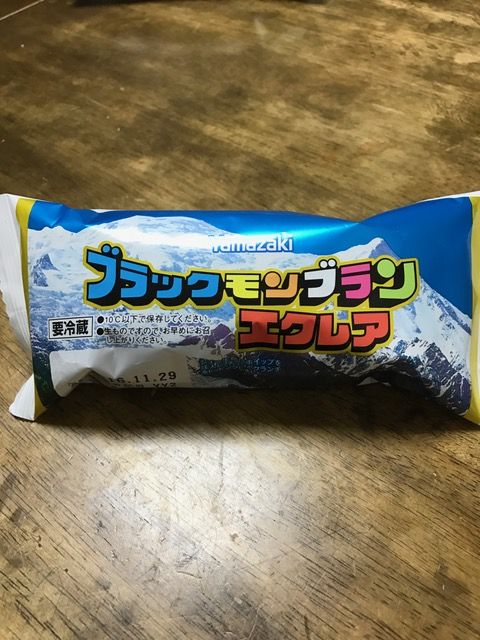 Yamazaki
ブラックモンブラン
エクレア
要冷蔵
●10℃以下で保存してください。
●生ものですので、お早めにお召
し上がりください。
16.11.29